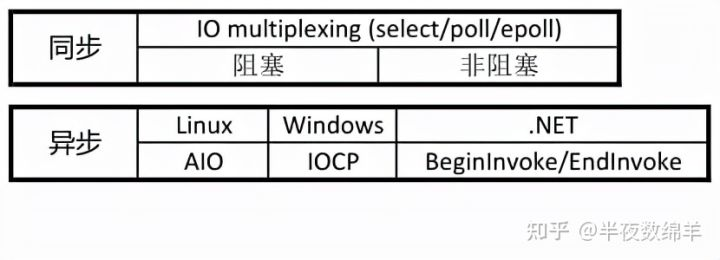 同步
IO multiplexing (select/poll/epoll)
阻塞 非阻塞
异步
Linux Windows .NET
AIO IOCP BeginInvoke/EndInvoke
知乎 @半夜数绵羊